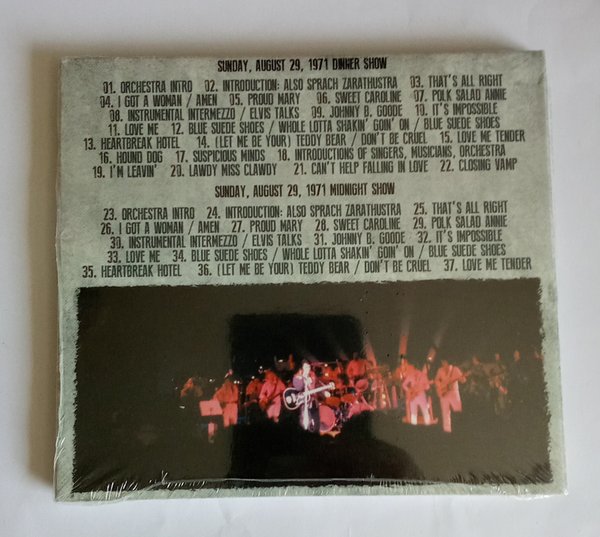 SUNDAY, AUGUST 29, 1971 DINNER SHOW
01. ORCHESTRA INTRO 02. INTRODUCTION: ALSO SPRACH ZARATHUSTRA 03. THAT'S ALL RIGHT
04. I GOT A WOMAN / AMEN 05. PROUD MARY 06. SWEET CAROLINE 07. POLK SALAD ANNIE
08. INSTRUMENTAL INTERMEZZO / ELVIS TALKS 09. JOHNNY B. GOODE 10. IT'S IMPOSSIBLE
11. LOVE ME 12. BLUE SUEDE SHOES / WHOLE LOTTA SHAKIN' GOIN' ON / BLUE SUEDE SHOES
13. HEARTBREAK HOTEL 14. (LET ME BE YOUR) TEDDY BEAR / DON'T BE CRUEL 15. LOVE ME TENDER
16. HOUND DOG 17. SUSPICIOUS MINDS 18. INTRODUCTIONS OF SINGERS, MUSICIANS, ORCHESTRA
19. I'M LEAVIN' 20. LAWDY MISS CLAWDY 21. CAN'T HELP FALLING IN LOVE 22. CLOSING VAMP
SUNDAY, AUGUST 29, 1971 MIDNIGHT SHOW
23. ORCHESTRA INTRO 24. INTRODUCTION: ALSO SPRACH ZARATHUSTRA 25. THAT'S ALL RIGHT
26. I GOT A WOMAN / AMEN 27. PROUD MARY 28. SWEET CAROLINE 29. POLK SALAD ANNIE
30. INSTRUMENTAL INTERMEZZO / ELVIS TALKS 31. JOHNNY B. GOODE 32. IT'S IMPOSSIBLE
33. LOVE ME 34. BLUE SUEDE SHOES / WHOLE LOTTA SHAKIN' GOIN' ON / BLUE SUEDE SHOES
35. HEARTBREAK HOTEL 36. (LET ME BE YOUR) TEDDY BEAR / DON'T BE CRUEL 37. LOVE ME TENDER